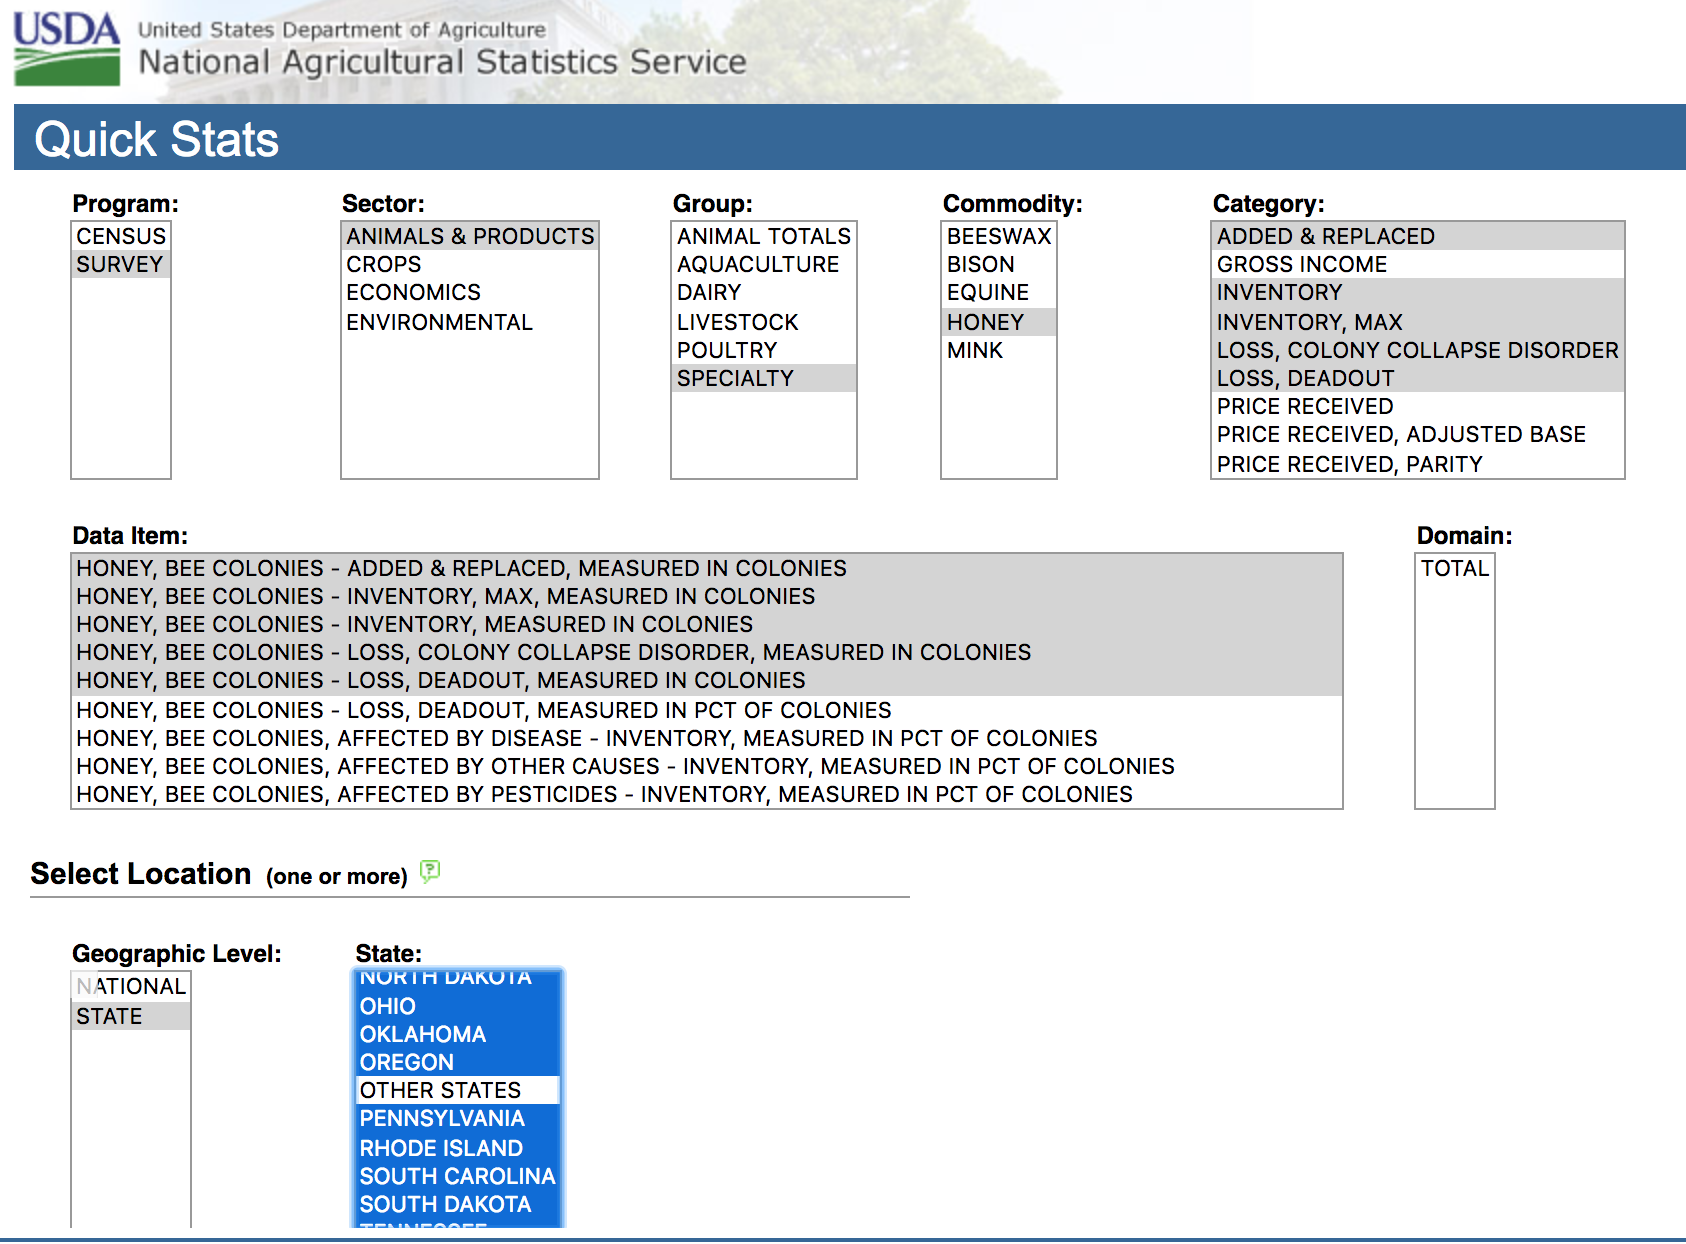 USDA
United States Department of Agriculture
National Agricultural Statistics Service
Quick Stats
Program:
CENSUS
SURVEY
Sector:
ANIMALS & PRODUCTS
CROPS
ECONOMICS
ENVIRONMENTAL
Group:
ANIMAL TOTALS
AQUACULTURE
DAIRY
LIVESTOCK
POULTRY
SPECIALTY
Commodity:
BEESWAX
BISON
EQUINE
HONEY
MINK
Category:
ADDED & REPLACED
GROSS INCOME
INVENTORY
INVENTORY, MAX
LOSS, COLONY COLLAPSE DISORDER
LOSS, DEADOUT
PRICE RECEIVED
PRICE RECEIVED, ADJUSTED BASE
PRICE RECEIVED, PARITY
Data Item:
HONEY, BEE COLONIES - ADDED & REPLACED, MEASURED IN COLONIES
HONEY, BEE COLONIES - INVENTORY, MAX, MEASURED IN COLONIES
HONEY, BEE COLONIES - INVENTORY, MEASURED IN COLONIES
HONEY, BEE COLONIES - LOSS, COLONY COLLAPSE DISORDER, MEASURED IN COLONIES
HONEY, BEE COLONIES - LOSS, DEADOUT, MEASURED IN COLONIES
HONEY, BEE COLONIES - LOSS, DEADOUT, MEASURED IN PCT OF COLONIES
HONEY, BEE COLONIES, AFFECTED BY DISEASE - INVENTORY, MEASURED IN PCT OF COLONIES
HONEY, BEE COLONIES, AFFECTED BY OTHER CAUSES - INVENTORY, MEASURED IN PCT OF COLONIES
HONEY, BEE COLONIES, AFFECTED BY PESTICIDES - INVENTORY, MEASURED IN PCT OF COLONIES
Domain:
TOTAL
Select Location (one or more) ?
Geographic Level:
NATIONAL
STATE
State:
NORTH DAKOTA
OHIO
OKLAHOMA
OREGON
OTHER STATES
PENNSYLVANIA
RHODE ISLAND
SOUTH CAROLINA
SOUTH DAKOTA
TENNESSEE